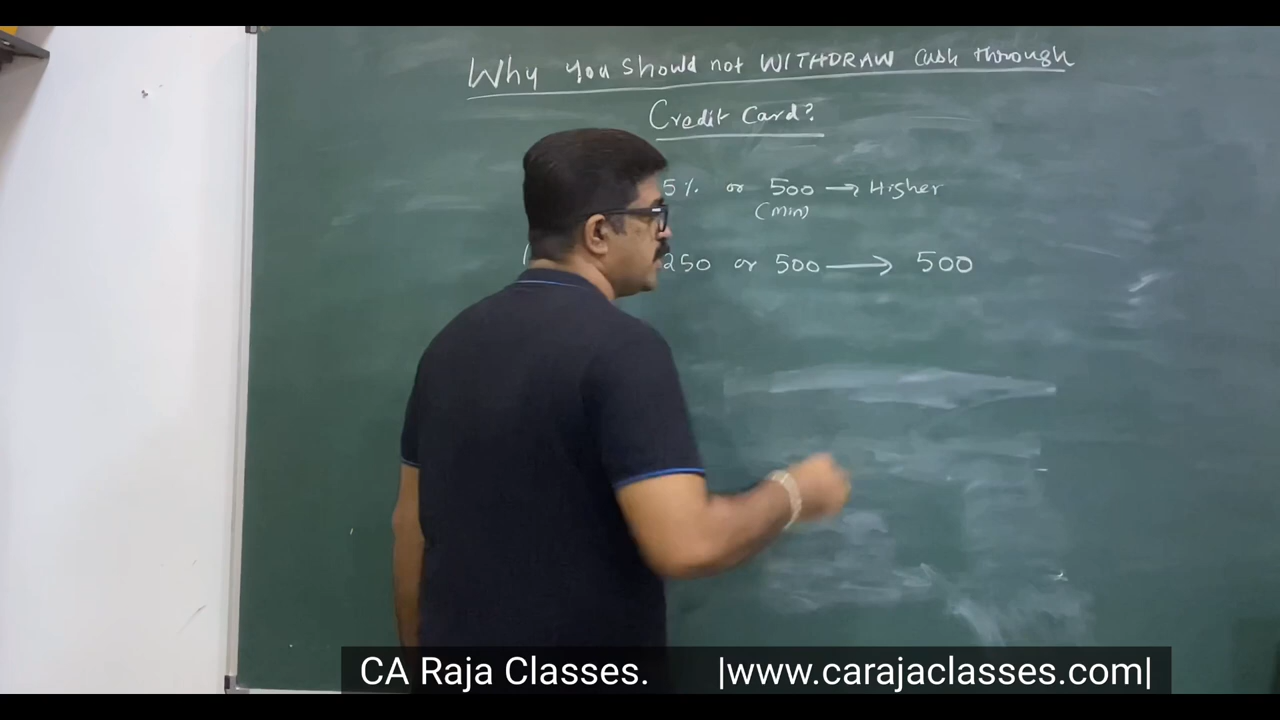 Why you should not WITHDRAW cash through
Credit Card?
5% or 500 → Higher
(Min)
250 or 500 → 500
CA Raja Classes. |www.carajaclasses.com|